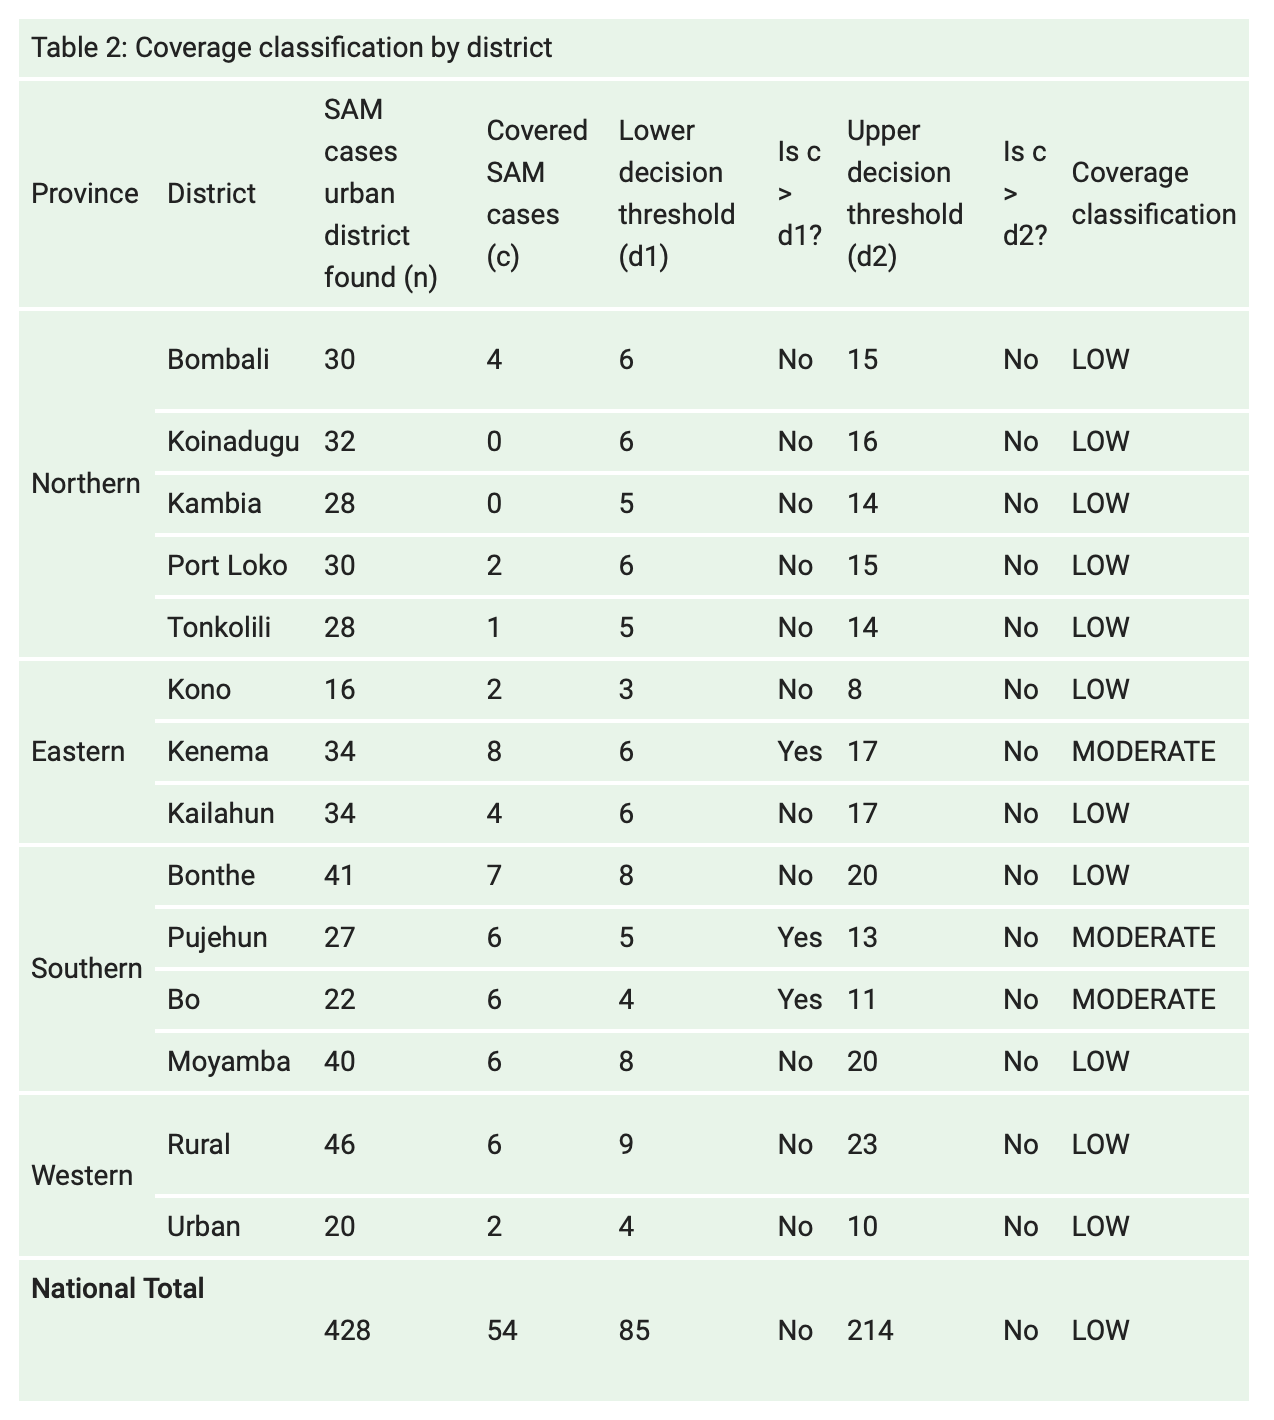 Table 2: Coverage classification by district
Province District SAM cases urban district found (n) Covered SAM cases (c) Lower decision threshold (d1) Is c > d1? Upper decision threshold (d2) Is c > d2? Coverage classification
Northern Bombali 30 4 6 No 15 No LOW
Koinadugu 32 0 6 No 16 No LOW
Kambia 28 0 5 No 14 No LOW
Port Loko 30 2 6 No 15 No LOW
Tonkolili 28 1 5 No 14 No LOW
Eastern Kono 16 2 3 No 8 No LOW
Kenema 34 8 6 Yes 17 No MODERATE
Kailahun 34 4 6 No 17 No LOW
Southern Bonthe 41 7 8 No 20 No LOW
Pujehun 27 6 5 Yes 13 No MODERATE
Bo 22 6 4 Yes 11 No MODERATE
Moyamba 40 6 8 No 20 No LOW
Western Rural 46 6 9 No 23 No LOW
Urban 20 2 4 No 10 No LOW
National Total
428 54 85 No 214 No LOW